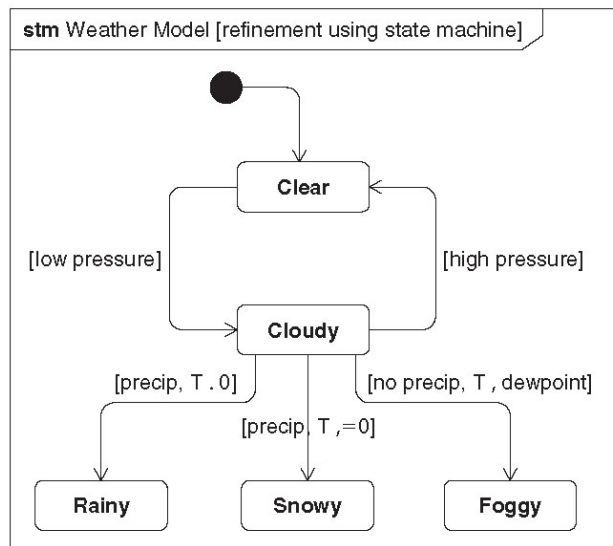 stm Weather Model [refinement using state machine]
Clear
[low pressure]
[high pressure]
Cloudy
[precip, T . 0]
[no precip, T , dewpoint]
[precip, T ,=0]
Rainy
Snowy
Foggy